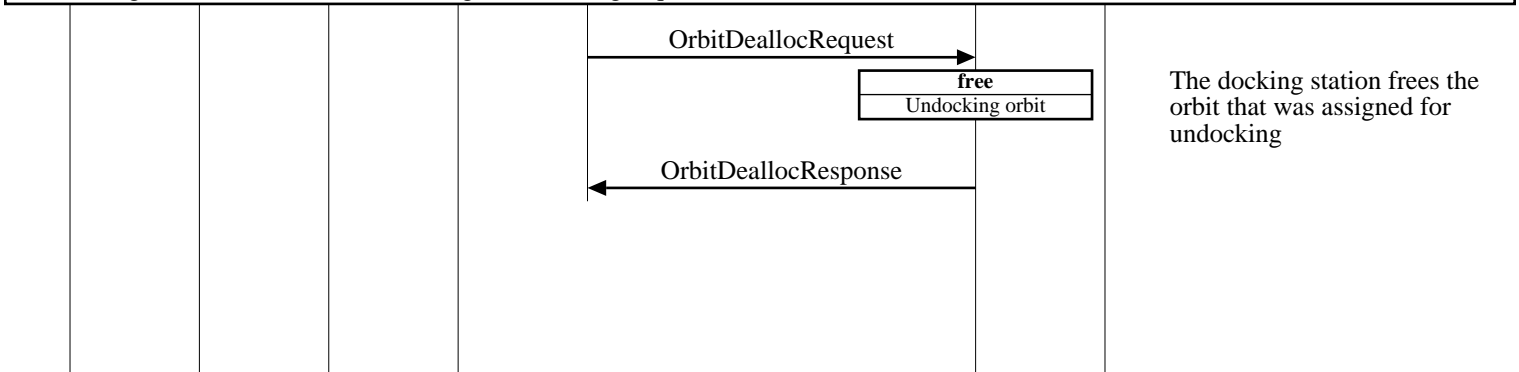 OrbitDeallocRequest
free
Undocking orbit
The docking station frees the
orbit that was assigned for
undocking
OrbitDeallocResponse